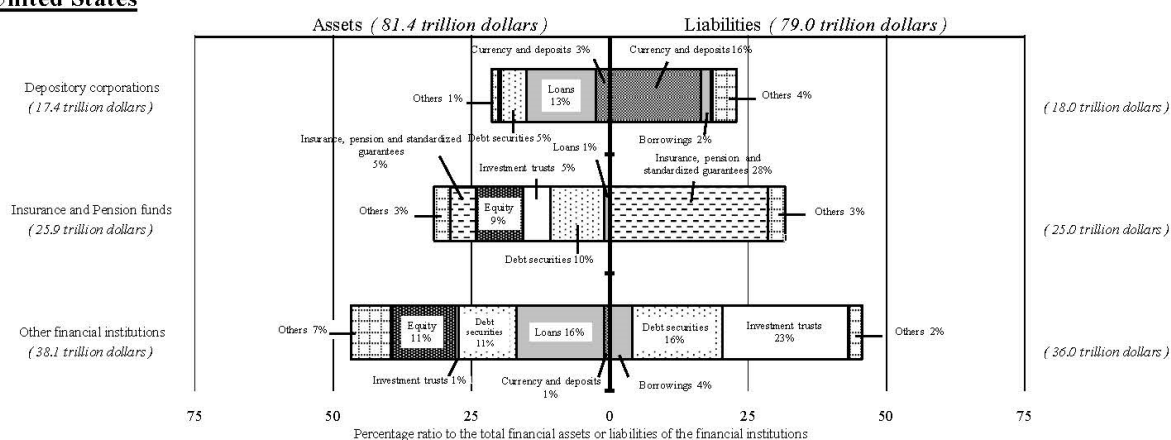 United States
Assets ( 81.4 trillion dollars )
Liabilities ( 79.0 trillion dollars )
Currency and deposits 3%
Currency and deposits 16%
Depository corporations
( 17.4 trillion dollars )
Others 1%
Loans
13%
Others 4%
( 18.0 trillion dollars )
Debt securities 5%
Borrowings 2%
Insurance, pension and standardized
guarantees
5%
Loans 1%
Investment trusts 5%
Insurance, pension and
standardized guarantees 28%
Insurance and Pension funds
( 25.9 trillion dollars )
Others 3%
Equity
9%
Others 3%
( 25.0 trillion dollars )
Debt securities 10%
Other financial institutions
( 38.1 trillion dollars )
Others 7%
Equity
11%
Debt
securities
11%
Loans 16%
Debt securities
16%
Investment trusts
23%
Others 2%
( 36.0 trillion dollars )
Investment trusts 1%
Currency and deposits
1%
Borrowings 4%
75 50 25 0 25 50 75
Percentage ratio to the total financial assets or liabilities of the financial institutions